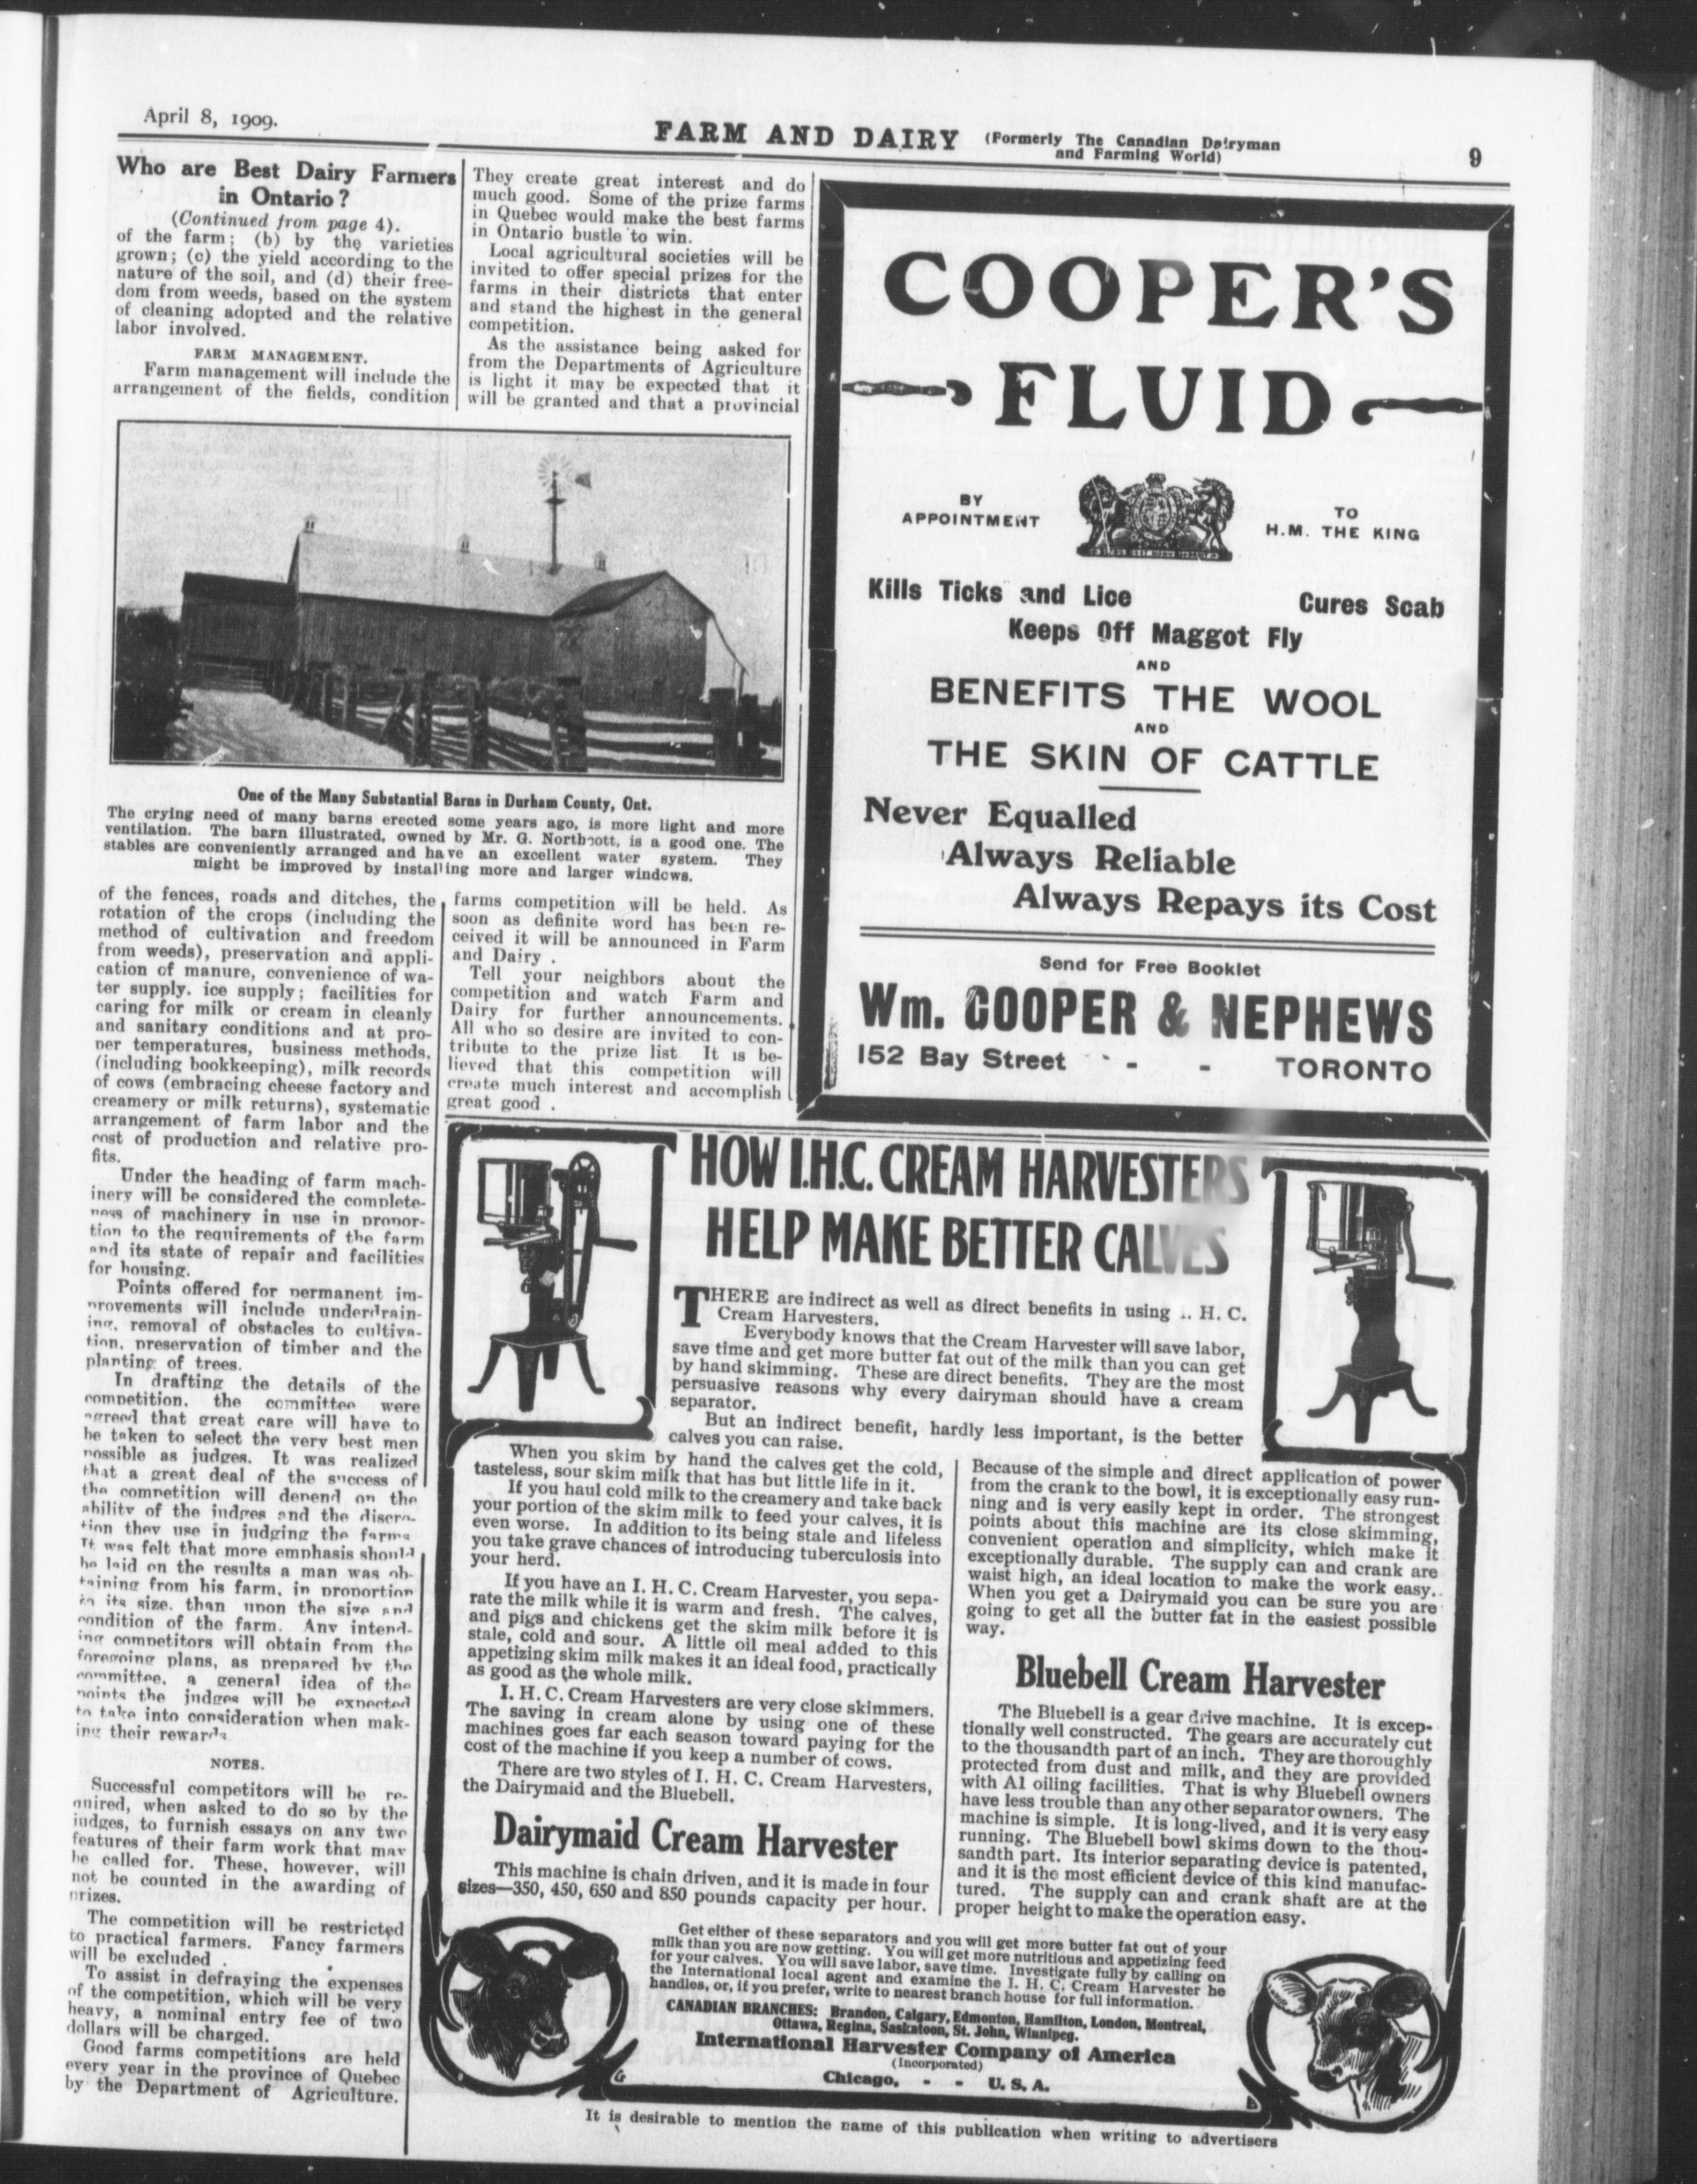 April 8, 1909.
FARM AND DAIRY
(Formerly The Canadian Dairyman
and Farming World)
9
Who are Best Dairy Farmers
in Ontario?
(Continued from page 4).
of the farm; (b) by the varieties
grown; (c) the yield according to the
nature of the soil, and (d) their free-
dom from weeds, based on the system
of cleaning adopted and the relative
labor involved.
FARM MANAGEMENT.
Farm management will include the
arrangement of the fields, condition
They create great interest and do
much good. Some of the prize farms
in Quebec would make the best farms
in Ontario bustle to win.
Local agricultural societies will be
invited to offer special prizes for the
farms in their districts that enter
and stand the highest in the general
competition.
As the assistance being asked for
from the Departments of Agriculture
is light it may be expected that it
will be granted and that a provincial
One of the Many Substantial Barns in Durham County, Ont.
The crying need of many barns erected some years ago, is more light and more
ventilation. The barn illustrated, owned by Mr. G. Northcott, is a good one. The
stables are conveniently arranged and have an excellent water system. They
might be improved by installing more and larger windows.
of the fences, roads and ditches, the
rotation of the crops (including the
method of cultivation and freedom
from weeds), preservation and appli-
cation of manure, convenience of wa-
ter supply. ice supply; facilities for
caring for milk or cream in cleanly
and sanitary conditions and at pro-
per temperatures, business methods,
(including bookkeeping), milk records
of cows (embracing cheese factory and
creamery or milk returns), systematic
arrangement of farm labor and the
cost of production and relative pro-
fits.
Under the heading of farm mach-
inery will be considered the complete-
ness of machinery in use in propor-
tion to the requirements of the farm
and its state of repair and facilities
for housing.
Points offered for permanent im-
provements will include underdrain-
ing, removal of obstacles to cultiva-
tion, preservation of timber and the
planting of trees.
In drafting the details of the
competition, the committee were
agreed that great care will have to
be taken to select the very best men
possible as judges. It was realized
that a great deal of the success of
the competition will depend on the
ability of the judges and the discre-
tion they use in judging the farms
It was felt that more emphasis should
be laid on the results a man was ob-
taining from his farm, in proportion
to its size, than upon the size and
condition of the farm. Any intend-
ing competitors will obtain from the
foregoing plans, as prepared by the
committee, a general idea of the
points the judges will be expected
to take into consideration when mak-
ing their rewards.
NOTES.
Successful competitors will be re-
quired, when asked to do so by the
judges, to furnish essays on any two
features of their farm work that may
be called for. These, however, will
not be counted in the awarding of
prizes.
The competition will be restricted
to practical farmers. Fancy farmers
will be excluded .
To assist in defraying the expenses
of the competition, which will be very
heavy, a nominal entry fee of two
dollars will be charged.
Good farms competitions are held
every year in the province of Quebec
by the Department of Agriculture.
farms competition will be held. As
soon as definite word has been re-
ceived it will be announced in Farm
and Dairy .
Tell your neighbors about the
competition and watch Farm and
Dairy for further announcements.
All who so desire are invited to con-
tribute to the prize list It is be-
lieved that this competition will
create much interest and accomplish
great good .
COOPER'S
FLUID
BY
APPOINTMENT
TO
H.M. THE KING
Kills Ticks and Lice
Cures Scab
Keeps Off Maggot Fly
AND
BENEFITS THE WOOL
AND
THE SKIN OF CATTLE
Never Equalled
Always Reliable
Always Repays its Cost
Send for Free Booklet
Wm. COOPER & NEPHEWS
152 Bay Street - - TORONTO
HOW I.H.C. CREAM HARVESTERS
HELP MAKE BETTER CALVES
THERE are indirect as well as direct benefits in using .. H. C.
Cream Harvesters.
Everybody knows that the Cream Harvester will save labor,
save time and get more butter fat out of the milk than you can get
by hand skimming. These are direct benefits. They are the most
persuasive reasons why every dairyman should have a cream
separator.
But an indirect benefit, hardly less important, is the better
calves you can raise.
When you skim by hand the calves get the cold,
tasteless, sour skim milk that has but little life in it.
If you haul cold milk to the creamery and take back
your portion of the skim milk to feed your calves, it is
even worse. In addition to its being stale and lifeless
you take grave chances of introducing tuberculosis into
your herd.
If you have an I. H. C. Cream Harvester, you sepa-
rate the milk while it is warm and fresh. The calves,
and pigs and chickens get the skim milk before it is
stale, cold and sour. A little oil meal added to this
appetizing skim milk makes it an ideal food, practically
as good as the whole milk.
I. H. C. Cream Harvesters are very close skimmers.
The saving in cream alone by using one of these
machines goes far each season toward paying for the
cost of the machine if you keep a number of cows.
There are two styles of I. H. C. Cream Harvesters,
the Dairymaid and the Bluebell.
Dairymaid Cream Harvester
This machine is chain driven, and it is made in four
sizes—350, 450, 650 and 850 pounds capacity per hour.
Because of the simple and direct application of power
from the crank to the bowl, it is exceptionally easy run-
ning and is very easily kept in order. The strongest
points about this machine are its close skimming,
convenient operation and simplicity, which make it
exceptionally durable. The supply can and crank are
waist high, an ideal location to make the work easy.
When you get a Dairymaid you can be sure you are
going to get all the butter fat in the easiest possible
way.
Bluebell Cream Harvester
The Bluebell is a gear drive machine. It is excep-
tionally well constructed. The gears are accurately cut
to the thousandth part of an inch. They are thoroughly
protected from dust and milk, and they are provided
with A1 oiling facilities. That is why Bluebell owners
have less trouble than any other separator owners. The
machine is simple. It is long-lived, and it is very easy
running. The Bluebell bowl skims down to the thou-
sandth part. Its interior separating device is patented,
and it is the most efficient device of this kind manufac-
tured. The supply can and crank shaft are at the
proper height to make the operation easy.
Get either of these separators and you will get more butter fat out of your
milk than you are now getting. You will get more nutritious and appetizing feed
for your calves. You will save labor, save time. Investigate fully by calling on
the International local agent and examine the I. H. C. Cream Harvester he
handles, or, if you prefer, write to nearest branch house for full information.
CANADIAN BRANCHES: Brandon, Calgary, Edmonton, Hamilton, London, Montreal,
Ottawa, Regina, Saskatoon, St. John, Winnipeg.
International Harvester Company of America
(Incorporated)
Chicago, - - U. S. A.
It is desirable to mention the name of this publication when writing to advertisers